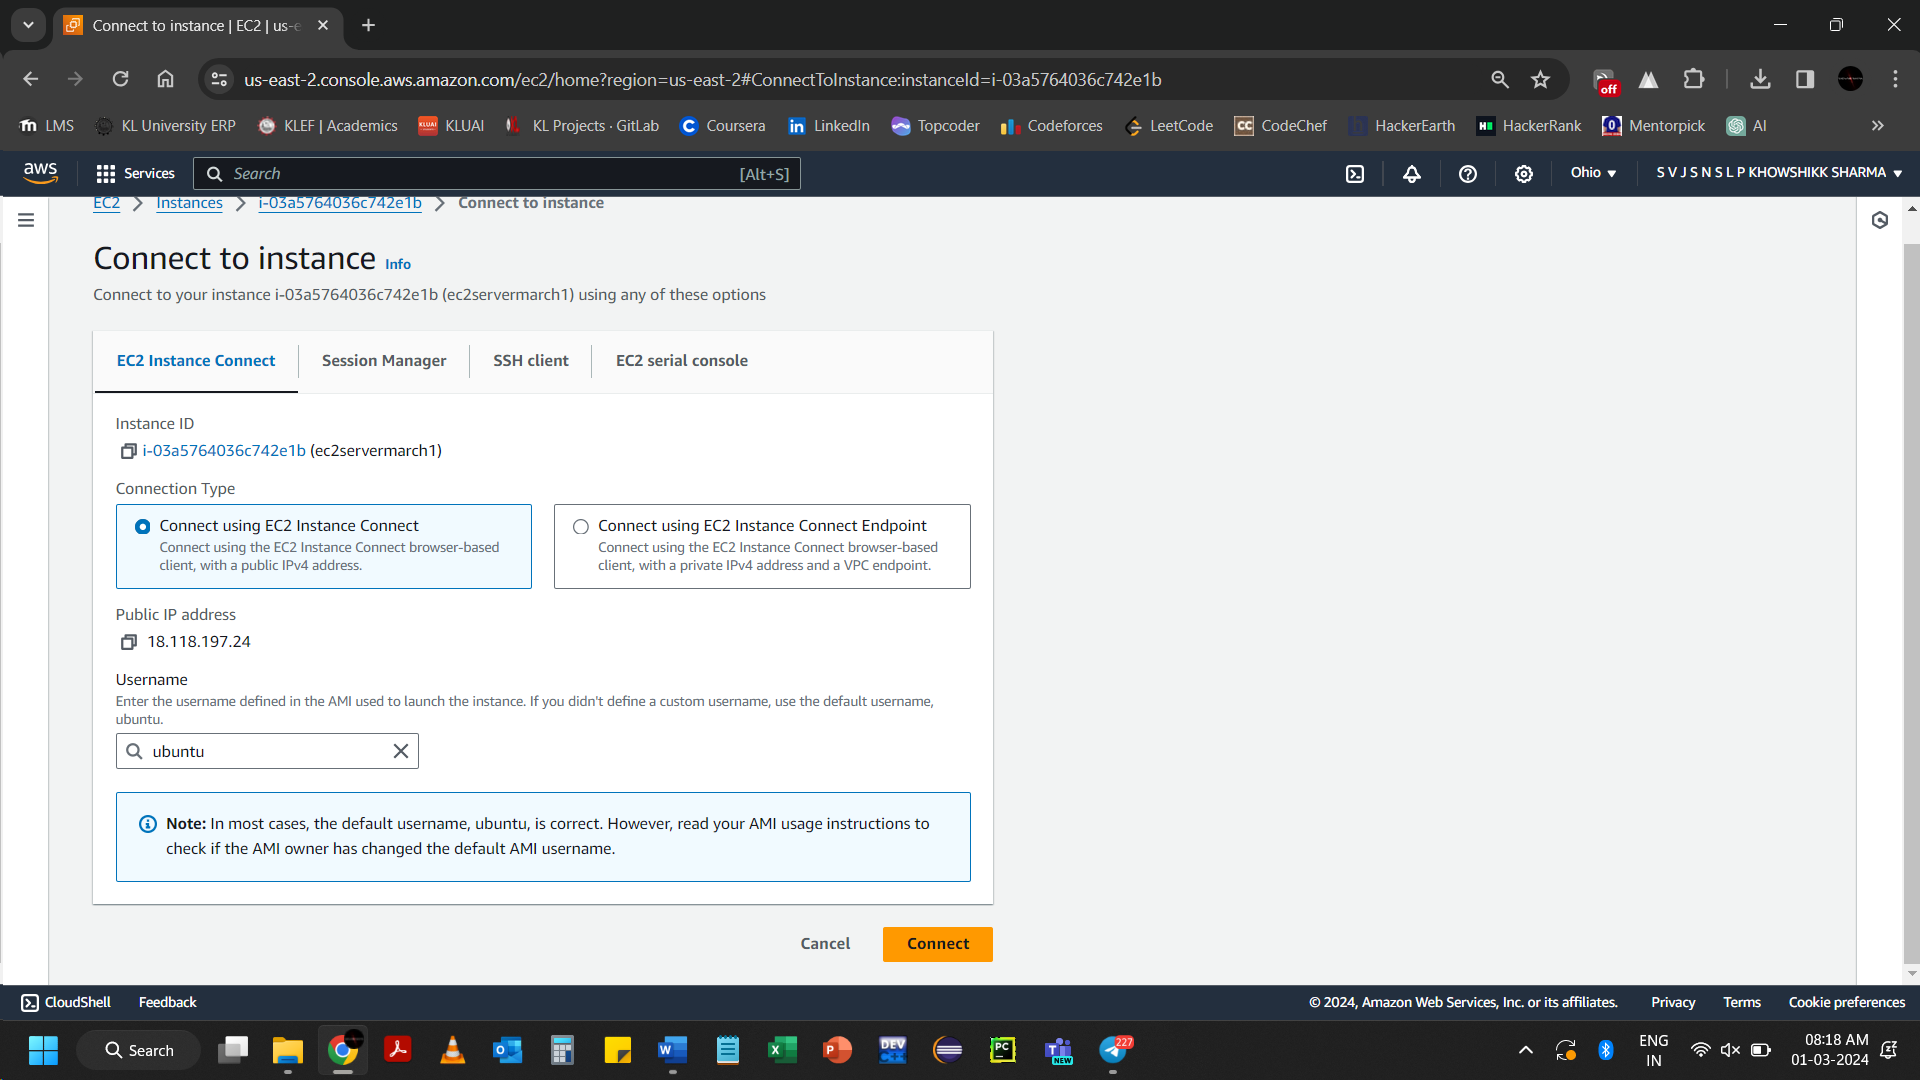 Connect to instance | EC2 | us-e
us-east-2.console.aws.amazon.com/ec2/home?region=us-east-2#ConnectToInstance:instanceId=i-03a5764036c742e1b
off
LMS
KL University ERP
KLEF | Academics
KLUAI
KL Projects · GitLab
Coursera
LinkedIn
Topcoder
Codeforces
LeetCode
CodeChef
HackerEarth
HackerRank
Mentorpick
AI
aws
Services
Search
[Alt+S]
Ohio
S V J S N S L P KHOWSHIKK SHARMA
EC2
Instances
i-03a5764036c742e1b
Connect to instance
Connect to instance Info
Connect to your instance i-03a5764036c742e1b (ec2servermarch1) using any of these options
EC2 Instance Connect
Session Manager
SSH client
EC2 serial console
Instance ID
i-03a5764036c742e1b (ec2servermarch1)
Connection Type
Connect using EC2 Instance Connect
Connect using the EC2 Instance Connect browser-based
client, with a public IPv4 address.
Connect using EC2 Instance Connect Endpoint
Connect using the EC2 Instance Connect browser-based
client, with a private IPv4 address and a VPC endpoint.
Public IP address
18.118.197.24
Username
Enter the username defined in the AMI used to launch the instance. If you didn't define a custom username, use the default username,
ubuntu.
ubuntu
Note: In most cases, the default username, ubuntu, is correct. However, read your AMI usage instructions to
check if the AMI owner has changed the default AMI username.
Cancel
Connect
CloudShell
Feedback
© 2024, Amazon Web Services, Inc. or its affiliates.
Privacy
Terms
Cookie preferences
Search
DEV
PC
NEW
227
ENG
IN
08:18 AM
01-03-2024